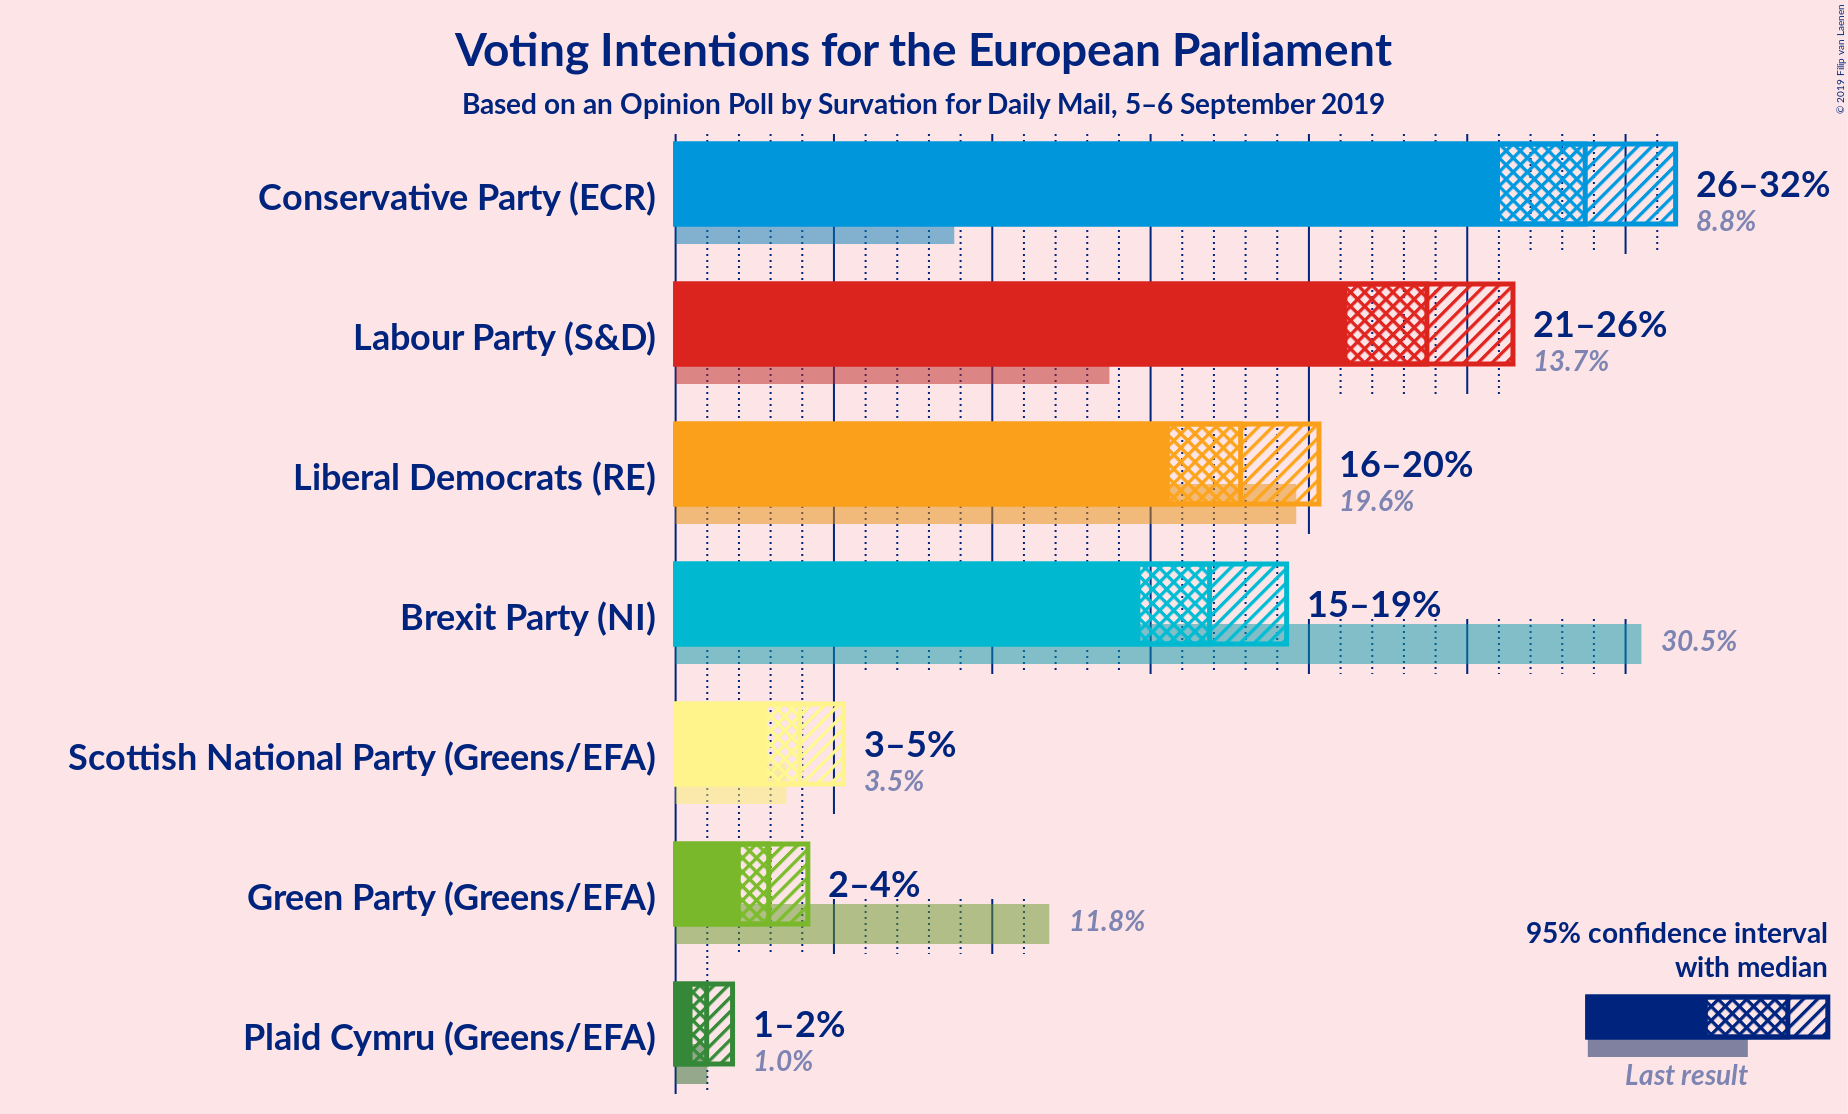 Voting Intentions for the European Parliament
Based on an Opinion Poll by Survation for Daily Mail, 5–6 September 2019
© 2019 Filip van Laenen
Conservative Party (ECR)
26–32%
8.8%
Labour Party (S&D)
21–26%
13.7%
Liberal Democrats (RE)
16–20%
19.6%
Brexit Party (NI)
15–19%
30.5%
Scottish National Party (Greens/EFA)
3–5%
3.5%
Green Party (Greens/EFA)
2–4%
11.8%
Plaid Cymru (Greens/EFA)
1–2%
1.0%
95% confidence interval
with median
Last result